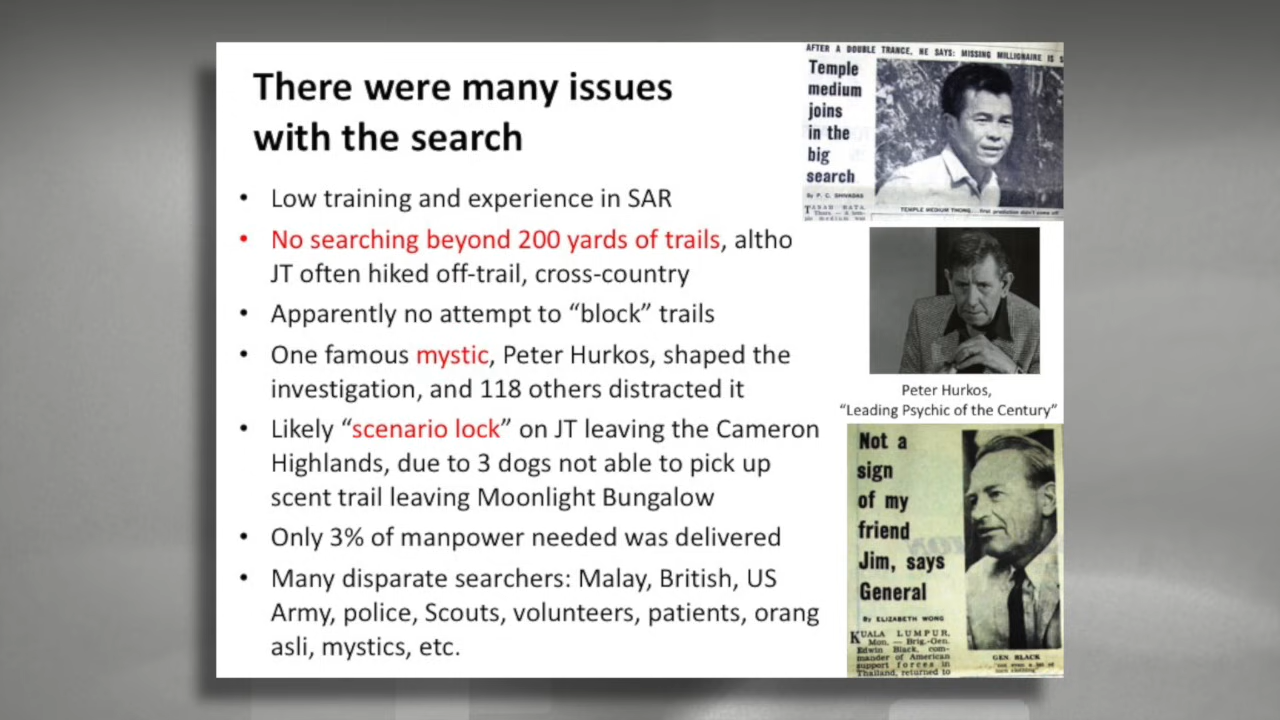 There were many issues
with the search
• Low training and experience in SAR
• No searching beyond 200 yards of trails, altho
JT often hiked off-trail, cross-country
• Apparently no attempt to “block” trails
• One famous mystic, Peter Hurkos, shaped the
investigation, and 118 others distracted it
• Likely “scenario lock” on JT leaving the Cameron
Highlands, due to 3 dogs not able to pick up
scent trail leaving Moonlight Bungalow
• Only 3% of manpower needed was delivered
• Many disparate searchers: Malay, British, US
Army, police, Scouts, volunteers, patients, orang
asli, mystics, etc.
AFTER A DOUBLE TRANCE, HE SAYS: MISSING MILLIONAIRE IS
Temple
medium
joins
in the
big
search
By P. C. SHIVADAS
TANAH RATA,
TEMPLE MEDIUM THONG
Peter Hurkos,
“Leading Psychic of the Century”
Not a
sign
of my
friend
Jim, says
General
By ELIZABETH WONG
KUALA LUMPUR,
Mon. — Brig.-Gen.
Edwin Black, com-
mander of American
support forces in
Thailand, returned to
GEN. BLACK